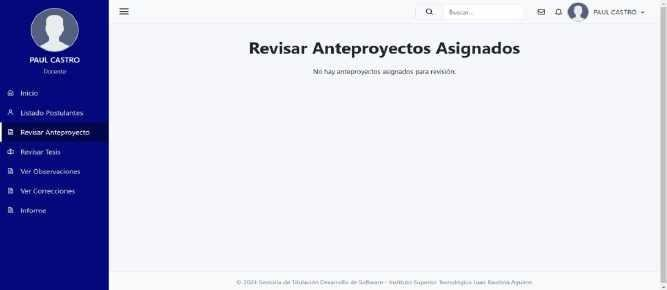 PAUL CASTRO
Docente
Inicio
Listado Postulantes
Revisar Anteproyecto
Revisar Tesis
Ver Observaciones
Ver Correcciones
Informe
Buscar...
PAUL CASTRO
Revisar Anteproyectos Asignados
No hay anteproyectos asignados para revisión.
Gestoria de Titulación Desarrollo de Software - Instituto Superior Tecnológico Juan Bautista Aguirre